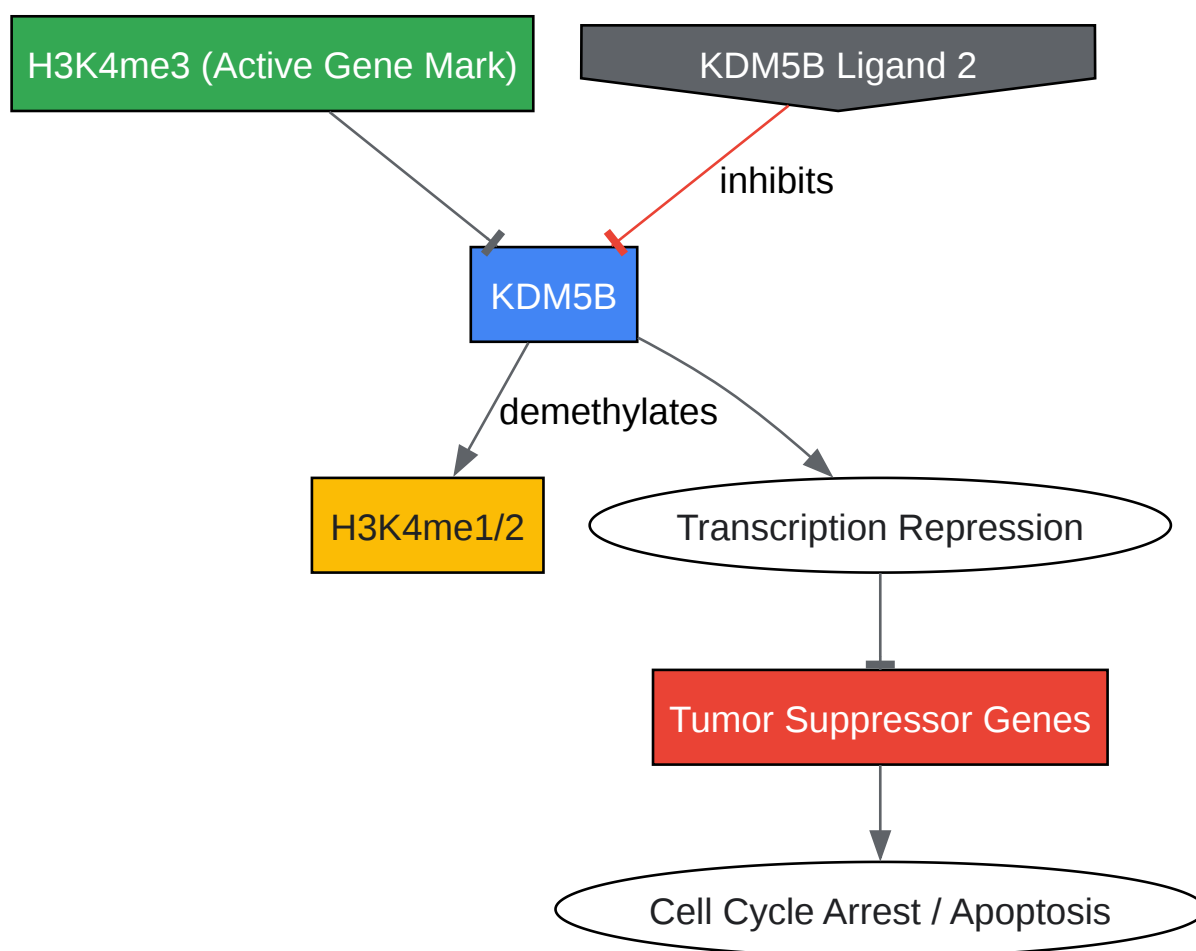 H3K4me3 (Active Gene Mark)
KDM5B Ligand 2
inhibits
KDM5B
demethylates
H3K4me1/2
Transcription Repression
Tumor Suppressor Genes
Cell Cycle Arrest / Apoptosis